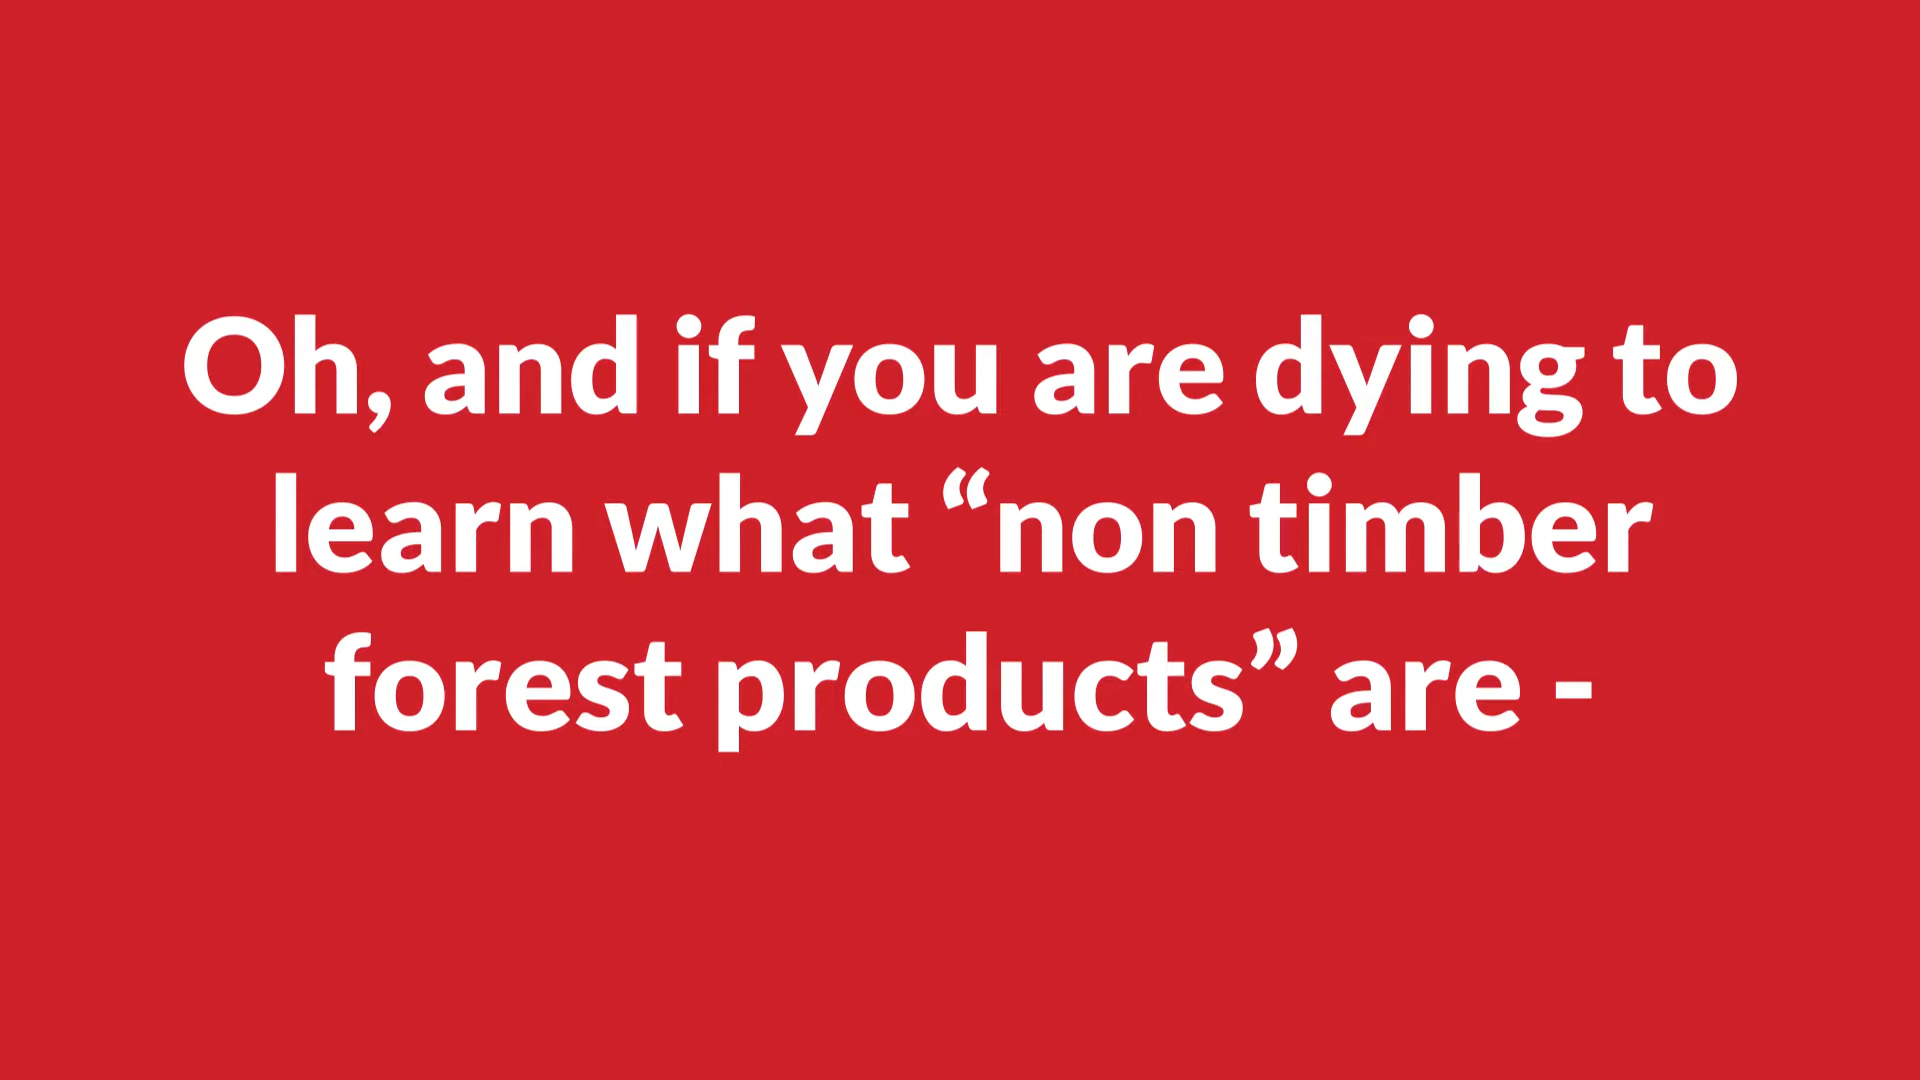 Oh, and if you are dying to
learn what “non timber
forest products” are -